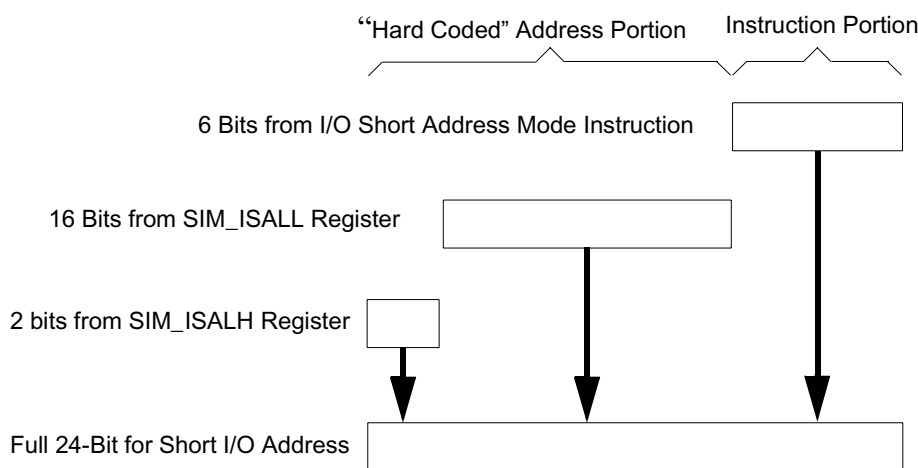 “Hard Coded” Address Portion
Instruction Portion
6 Bits from I/O Short Address Mode Instruction
16 Bits from SIM_ISALL Register
2 bits from SIM_ISALH Register
Full 24-Bit for Short I/O Address